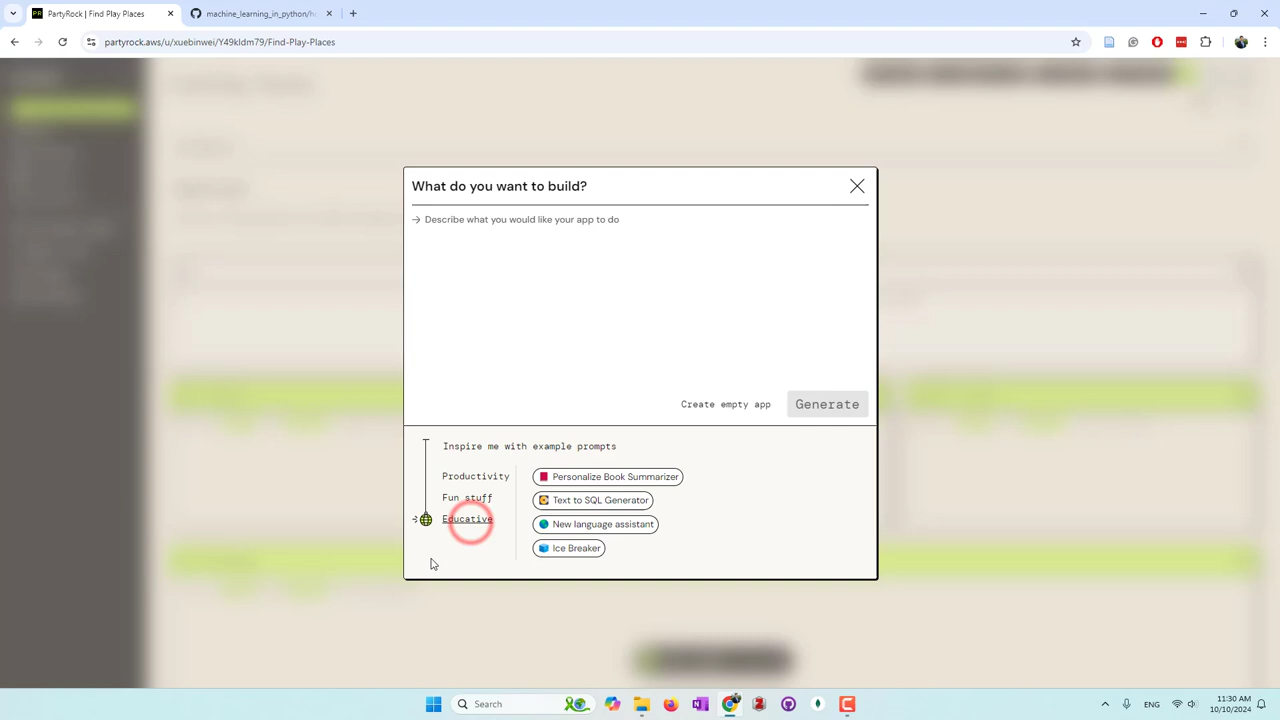 PartyRock | Find Play Places
machine_learning_in_python/h
partyrock.aws/u/xuebinwei/Y49kldm79/Find-Play-Places
What do you want to build?
Describe what you would like your app to do
Create empty app
Generate
Inspire me with example prompts
Productivity
Fun stuff
Educative
Personalize Book Summarizer
Text to SQL Generator
New language assistant
Ice Breaker
Search
ENG
11:30 AM
10/10/2024